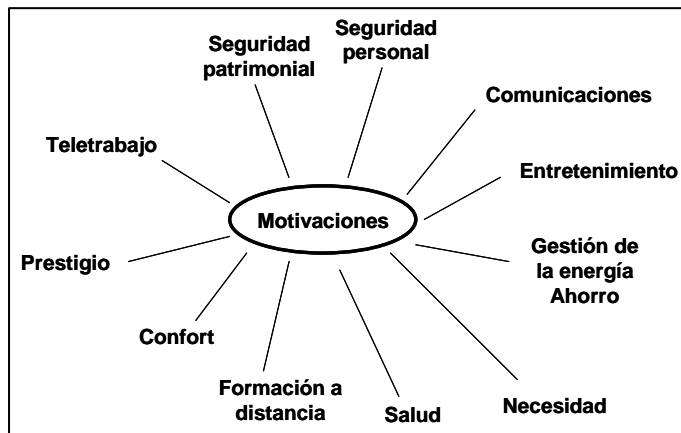 Seguridad
patrimonial
Seguridad
personal
Comunicaciones
Teletrabajo
Entretenimiento
Motivaciones
Prestigio
Gestión de
la energía
Ahorro
Confort
Formación a
distancia
Salud
Necesidad